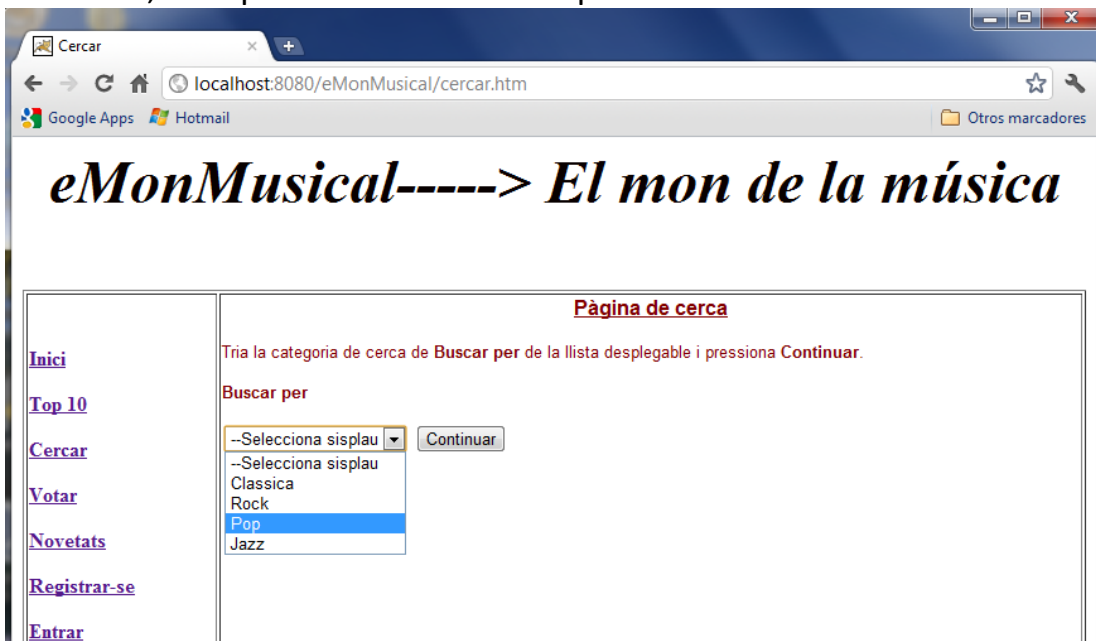 Cercar
localhost:8080/eMonMusical/cercar.htm
Google Apps Hotmail Otros marcadores
eMonMusical-----> El mon de la música
Pàgina de cerca
Tria la categoria de cerca de Buscar per de la llista desplegable i pressiona Continuar.
Buscar per
--Selecciona sisplau Continuar
--Selecciona sisplau
Classica
Rock
Pop
Jazz
Inici
Top 10
Cercar
Votar
Novetats
Registrar-se
Entrar